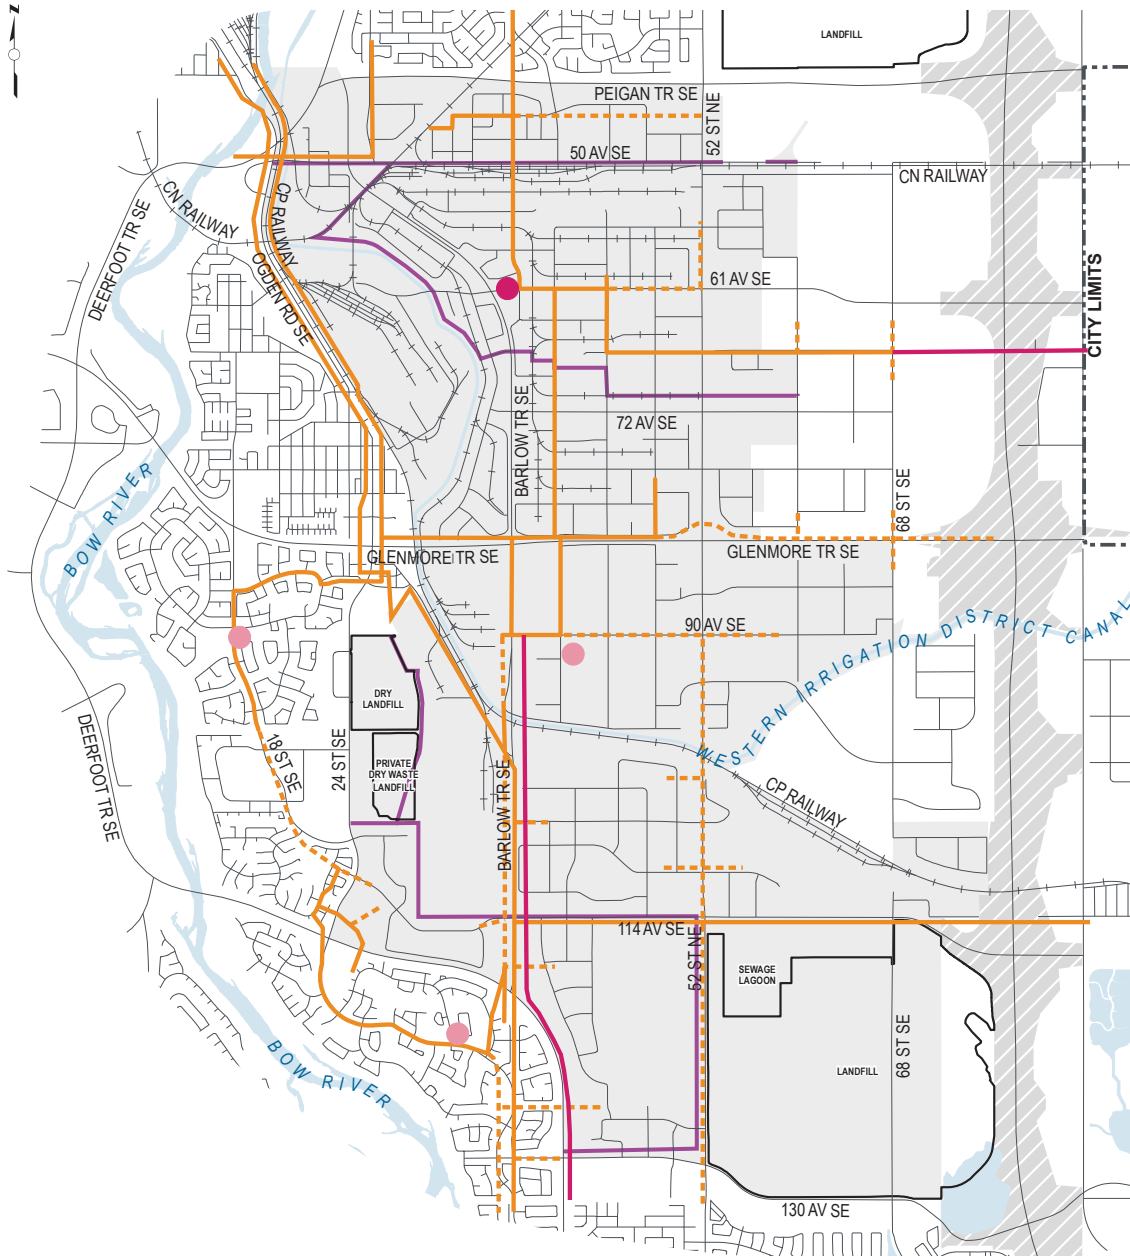 N
LANDFILL
PEIGAN TR SE
52 ST NE
50 AV SE
CN RAILWAY
CN RAILWAY
CP RAILWAY
DEERFOOT TR SE
OGDEN RD SE
61 AV SE
CITY LIMITS
BARLOW TR SE
72 AV SE
68 ST SE
BOW RIVER
GLENMORE TR SE
GLENMORE TR SE
90 AV SE
WESTERN IRRIGATION DISTRICT CANAL
DRY
LANDFILL
DEERFOOT TR SE
18 ST SE
24 ST SE
PRIVATE
DRY WASTE
LANDFILL
BARLOW TR SE
CP RAILWAY
114 AV SE
52 ST NE
SEWAGE
LAGOON
68 ST SE
LANDFILL
BOW RIVER
130 AV SE